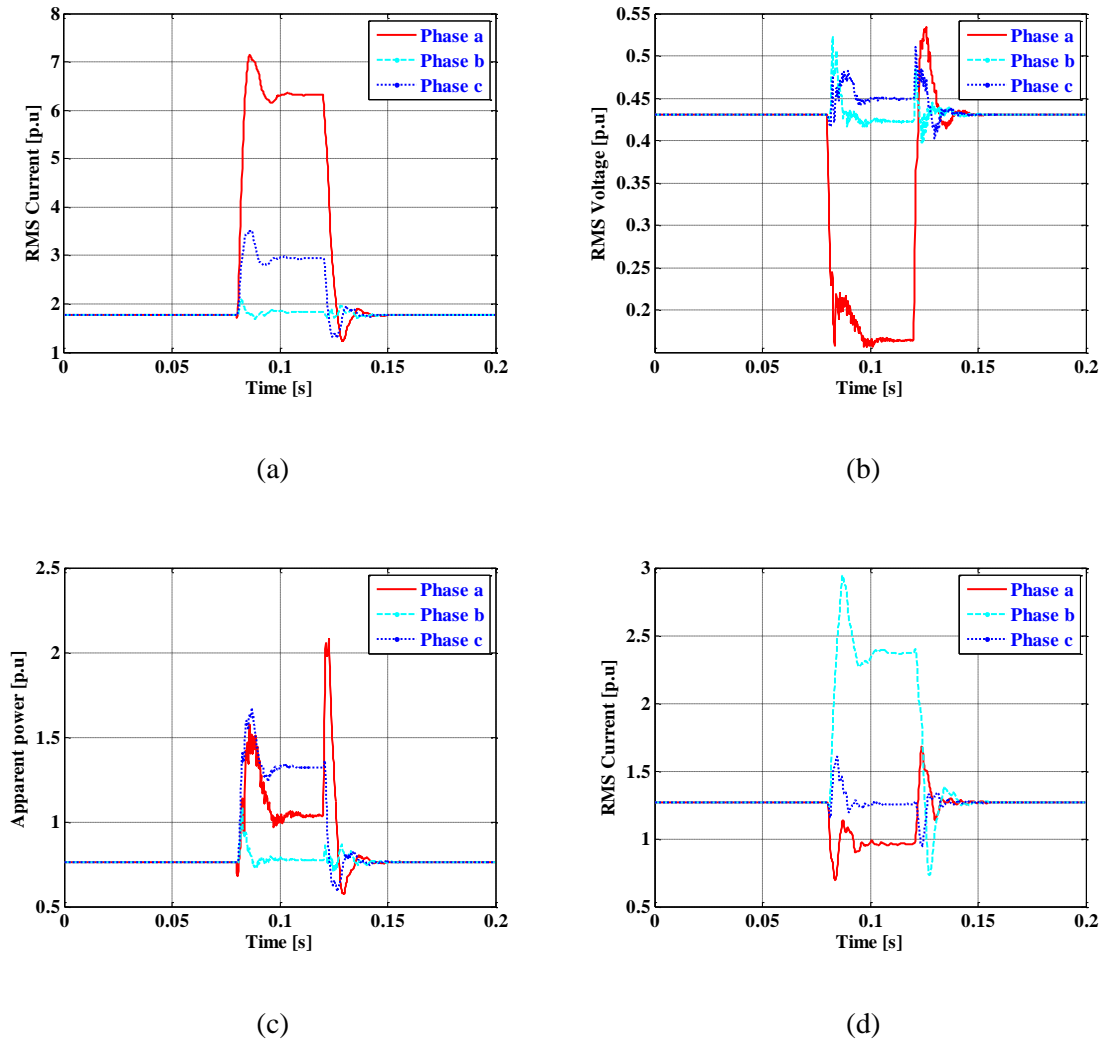 8
7
6
5
4
3
2
1
RMS Current [p.u]
0
0.05
0.1
0.15
0.2
Time [s]
Phase a
Phase b
Phase c
(a)
0.55
0.5
0.45
0.4
0.35
0.3
0.25
0.2
RMS Voltage [p.u]
0
0.05
0.1
0.15
0.2
Time [s]
Phase a
Phase b
Phase c
(b)
2.5
2
1.5
1
0.5
Apparent power [p.u]
0
0.05
0.1
0.15
0.2
Time [s]
Phase a
Phase b
Phase c
(c)
3
2.5
2
1.5
1
0.5
RMS Current [p.u]
0
0.05
0.1
0.15
0.2
Time [s]
Phase a
Phase b
Phase c
(d)